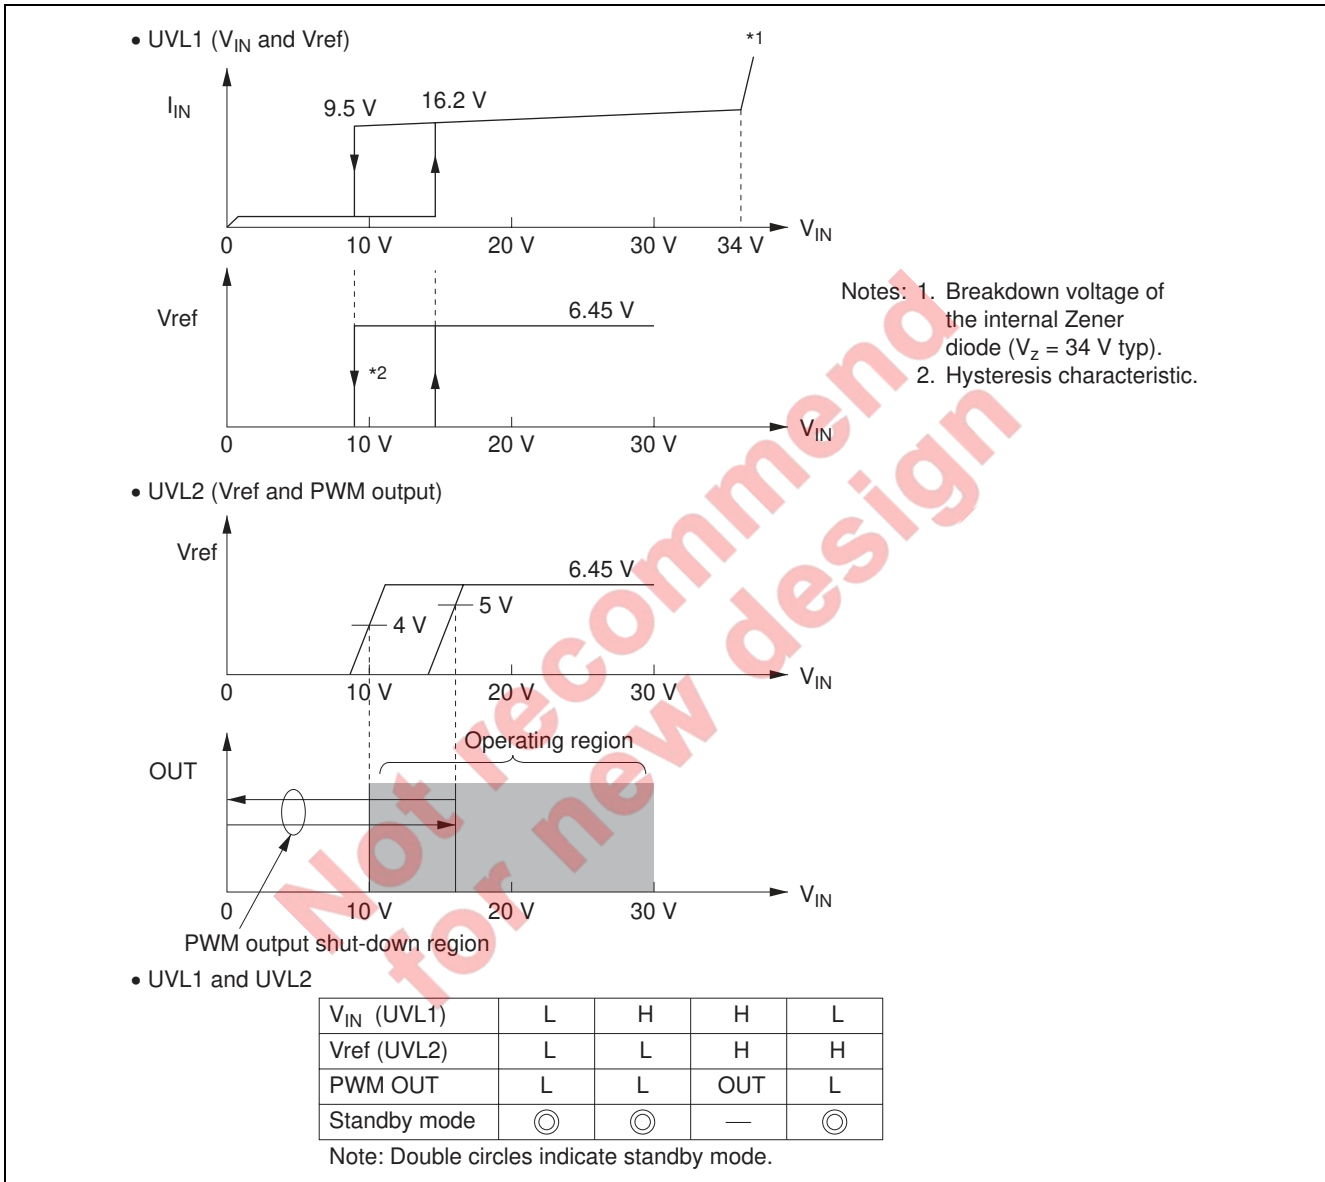 • UVL1 (VIN and Vref)
*1
IIN
9.5 V
16.2 V
0
10 V
20 V
30 V
34 V
VIN
Vref
6.45 V
*2
0
10 V
20 V
30 V
VIN
Notes: 1. Breakdown voltage of
the internal Zener
diode (Vz = 34 V typ).
2. Hysteresis characteristic.
• UVL2 (Vref and PWM output)
Vref
6.45 V
5 V
4 V
0
10 V
20 V
30 V
VIN
Operating region
OUT
0
10 V
20 V
30 V
VIN
PWM output shut-down region
• UVL1 and UVL2
VIN (UVL1) L H H L
Vref (UVL2) L L H H
PWM OUT L L OUT L
Standby mode ◎ ◎ — ◎
Note: Double circles indicate standby mode.
Not recommend
for new design